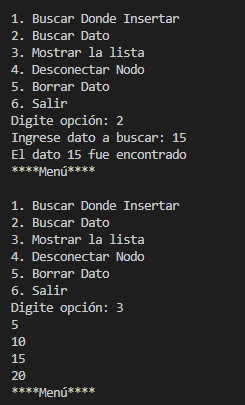 1. Buscar Donde Insertar
2. Buscar Dato
3. Mostrar la lista
4. Desconectar Nodo
5. Borrar Dato
6. Salir
Digite opción: 2
Ingrese dato a buscar: 15
El dato 15 fue encontrado
****Menú****
1. Buscar Donde Insertar
2. Buscar Dato
3. Mostrar la lista
4. Desconectar Nodo
5. Borrar Dato
6. Salir
Digite opción: 3
5
10
15
20
****Menú****